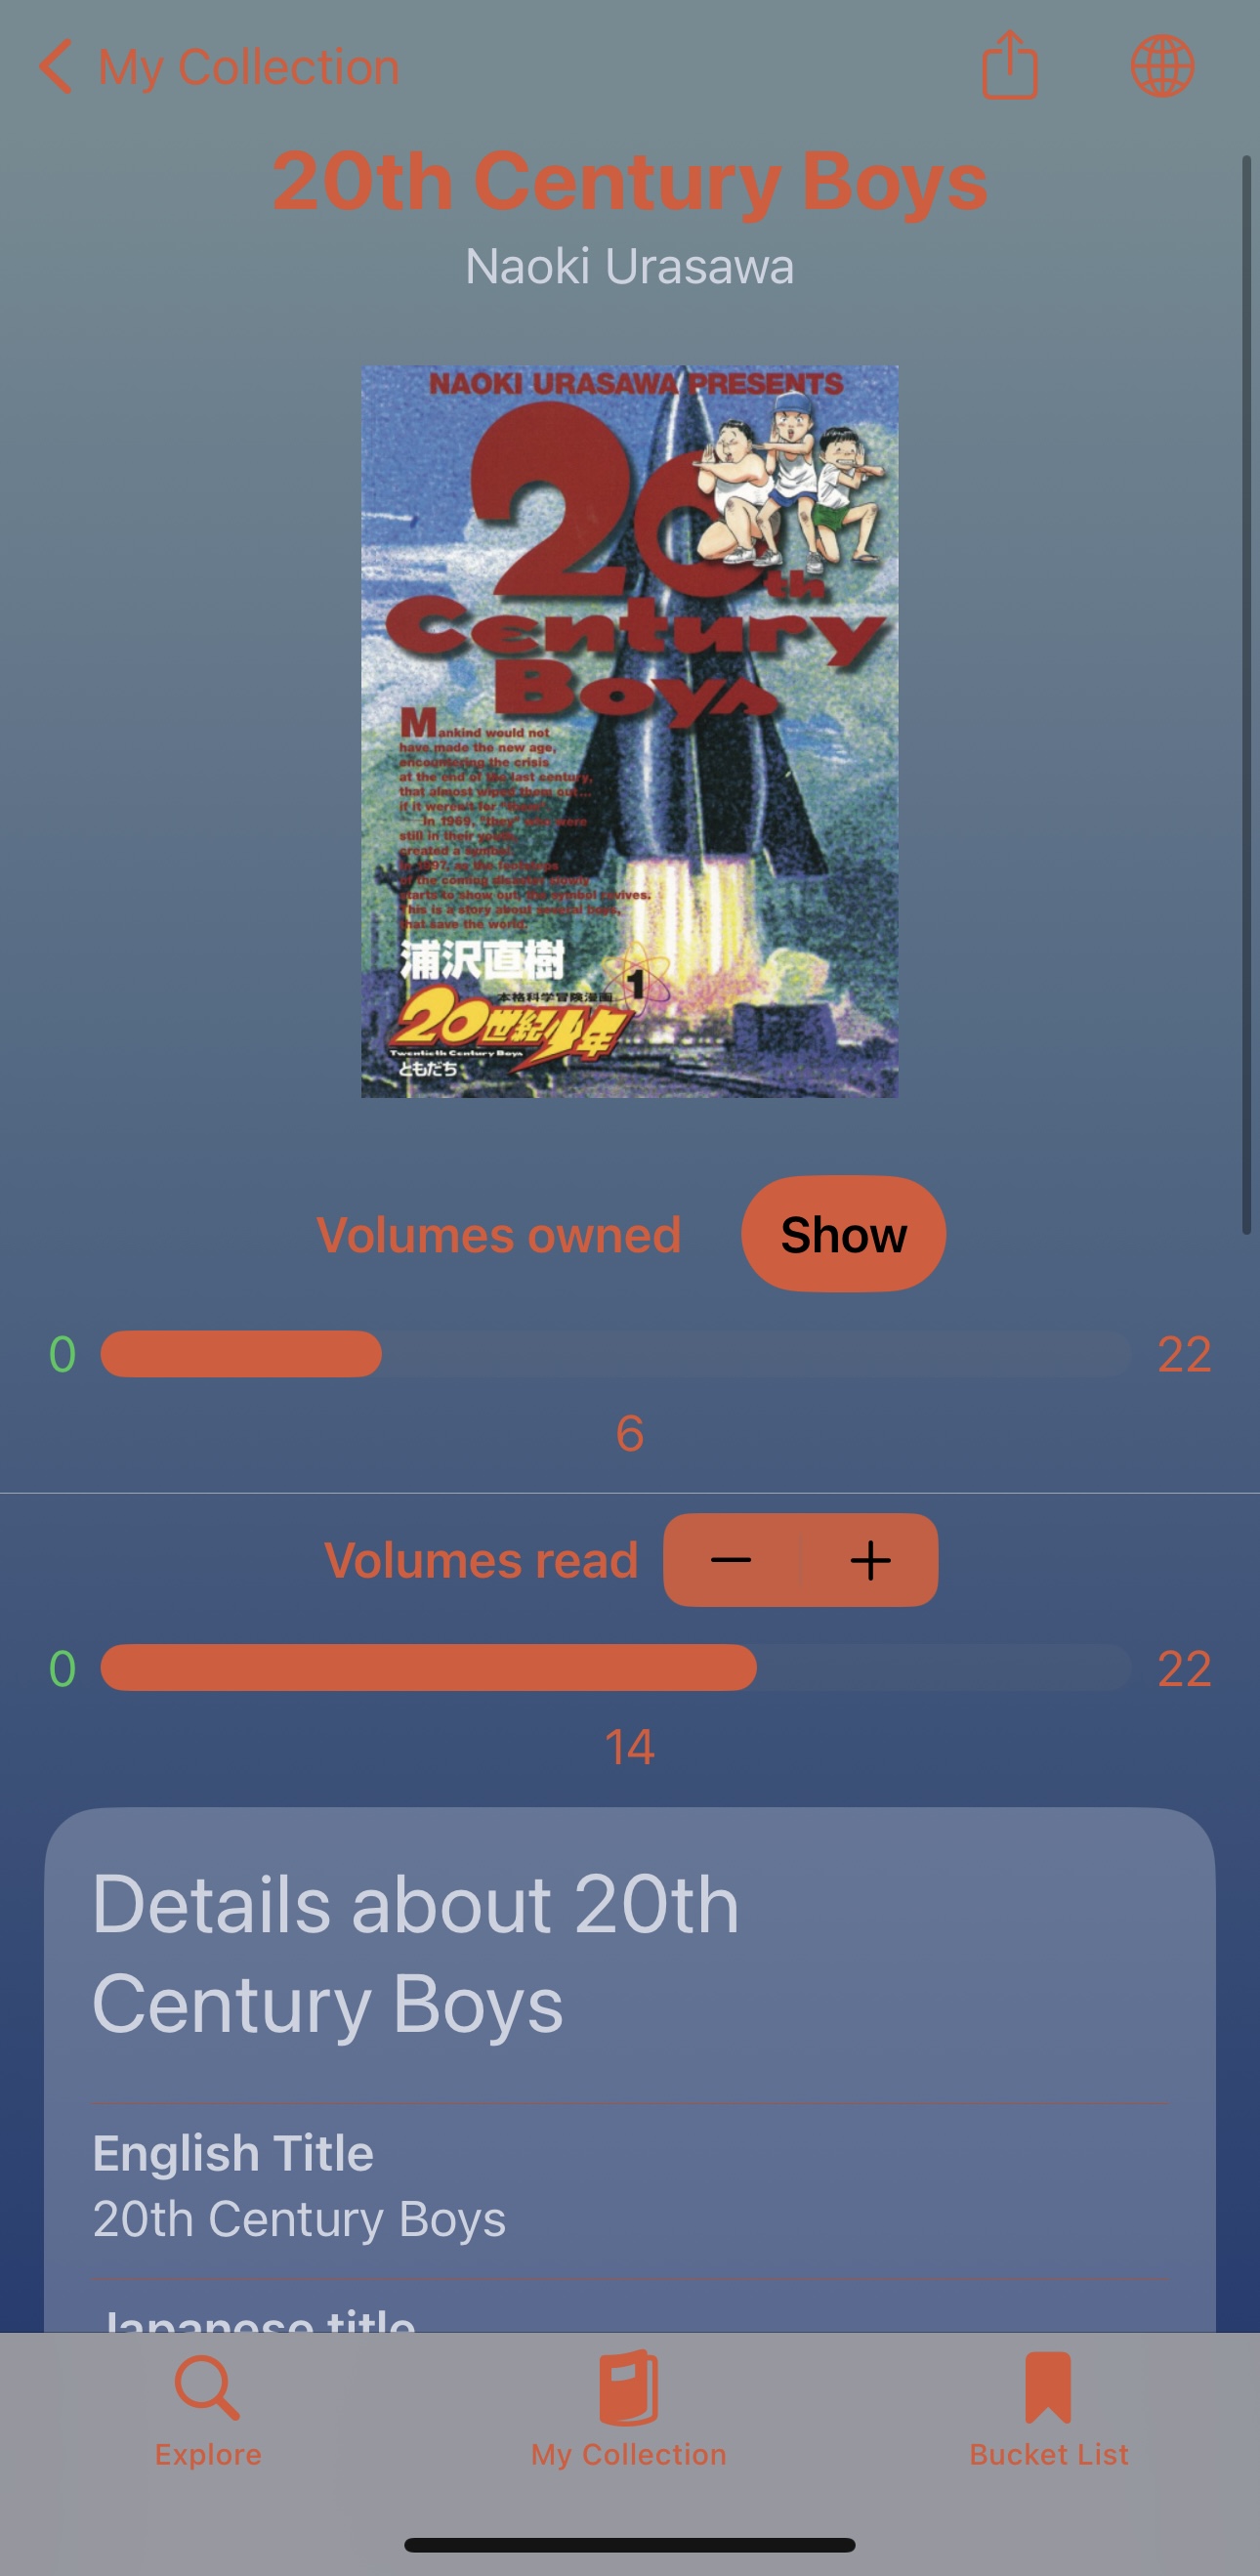 My Collection
20th Century Boys
Naoki Urasawa
NAOKI URASAWA PRESENTS
20th
Century
Boys
Mankind would not
have made the new age,
encountering the crisis
at the end of the last century,
that almost wiped them out...
if it weren't for "them".
In 1969, "they" who were
still in their youth,
created a symbol.
In 1997, as the footsteps
of the coming disaster slowly
starts to show out, the symbol revives.
This is a story about several boys,
that save the world.
浦沢直樹
本格科学冒険漫画
1
20世紀少年
Twentieth Century Boys
ともだち
Volumes owned
Show
0
22
6
Volumes read
− +
0
22
14
Details about 20th
Century Boys
English Title
20th Century Boys
Japanese title
Explore
My Collection
Bucket List